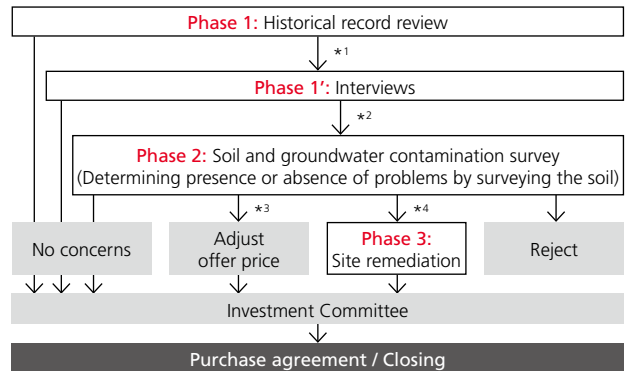 Phase 1: Historical record review
*1
Phase 1’: Interviews
*2
Phase 2: Soil and groundwater contamination survey
(Determining presence or absence of problems by surveying the soil)
*3
*4
No concerns
Adjust
offer price
Phase 3:
Site remediation
Reject
Investment Committee
Purchase agreement / Closing